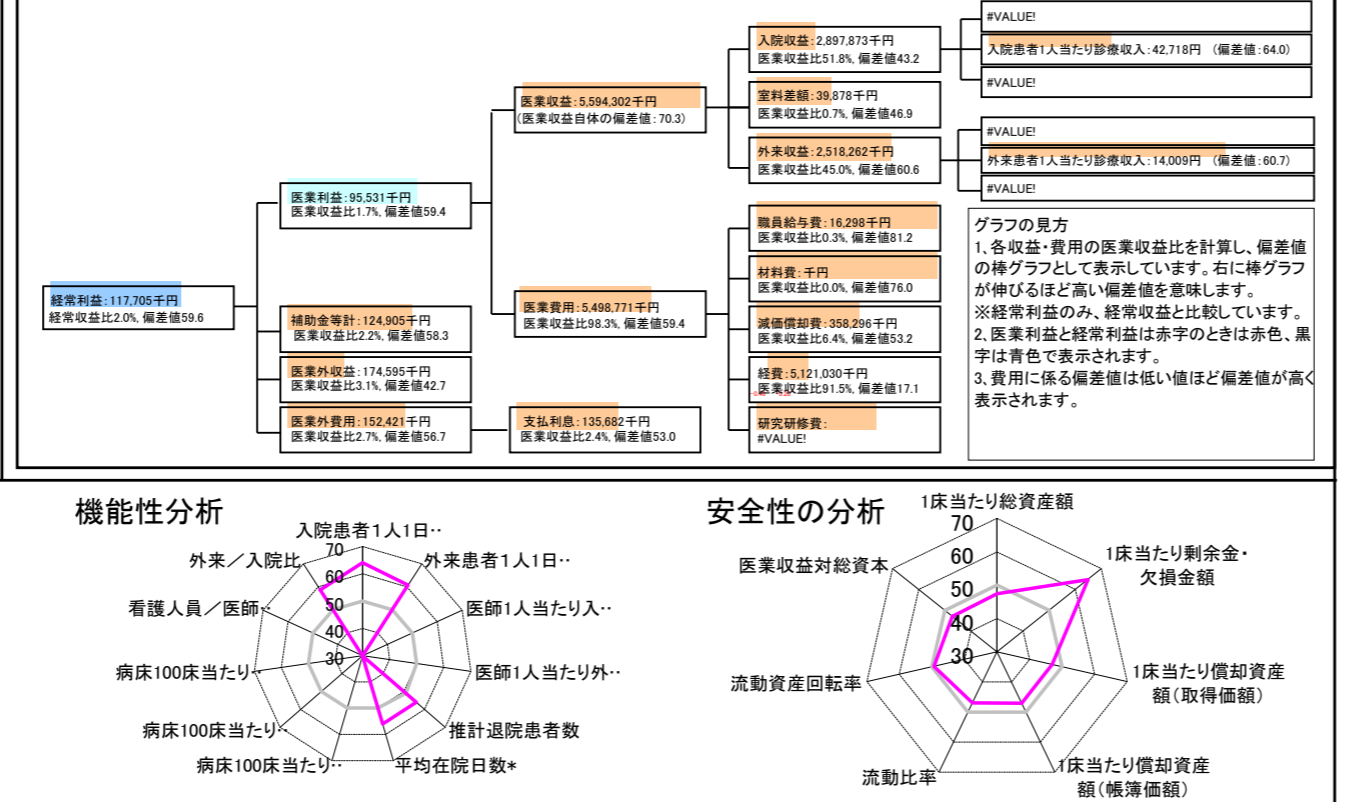 #VALUE!
入院収益:2,897,873千円
医業収益比51.8%, 偏差値43.2
入院患者1人当たり診療収入:42,718円 (偏差値:64.0)
#VALUE!
医業収益:5,594,302千円
(医業収益自体の偏差値:70.3)
室料差額:39,878千円
医業収益比0.7%, 偏差値46.9
#VALUE!
外来収益:2,518,262千円
医業収益比45.0%, 偏差値60.6
外来患者1人当たり診療収入:14,009円 (偏差値:60.7)
#VALUE!
医業利益:95,531千円
医業収益比1.7%, 偏差値59.4
職員給与費:16,298千円
医業収益比0.3%, 偏差値81.2
材料費:千円
医業収益比0.0%, 偏差値76.0
経常利益:117,705千円
経常収益比2.0%, 偏差値59.6
医業費用:5,498,771千円
医業収益比98.3%, 偏差値59.4
補助金等計:124,905千円
医業収益比2.2%, 偏差値58.3
減価償却費:358,296千円
医業収益比6.4%, 偏差値53.2
医業外収益:174,595千円
医業収益比3.1%, 偏差値42.7
経費:5,121,030千円
医業収益比91.5%, 偏差値17.1
医業外費用:152,421千円
医業収益比2.7%, 偏差値56.7
支払利息:135,682千円
医業収益比2.4%, 偏差値53.0
研究研修費:
#VALUE!
グラフの見方
1、各収益・費用の医業収益比を計算し、偏差値
の棒グラフとして表示しています。右に棒グラフ
が伸びるほど高い偏差値を意味します。
※経常利益のみ、経常収益と比較しています。
2、医業利益と経常利益は赤字のときは赤色、黒
字は青色で表示されます。
3、費用に係る偏差値は低い値ほど偏差値が高く
表示されます。
機能性分析
入院患者1人1日‥
外来患者1人1日‥
医師1人当たり入‥
医師1人当たり外‥
推計退院患者数
平均在院日数*
病床100床当たり‥
病床100床当たり‥
病床100床当たり‥
看護人員/医師‥
外来/入院比
70
60
50
40
30
安全性の分析
1床当たり総資産額
1床当たり剰余金・
欠損金額
1床当たり償却資産
額(取得価額)
1床当たり償却資産
額(帳簿価額)
流動比率
流動資産回転率
医業収益対総資本
70
60
50
40
30